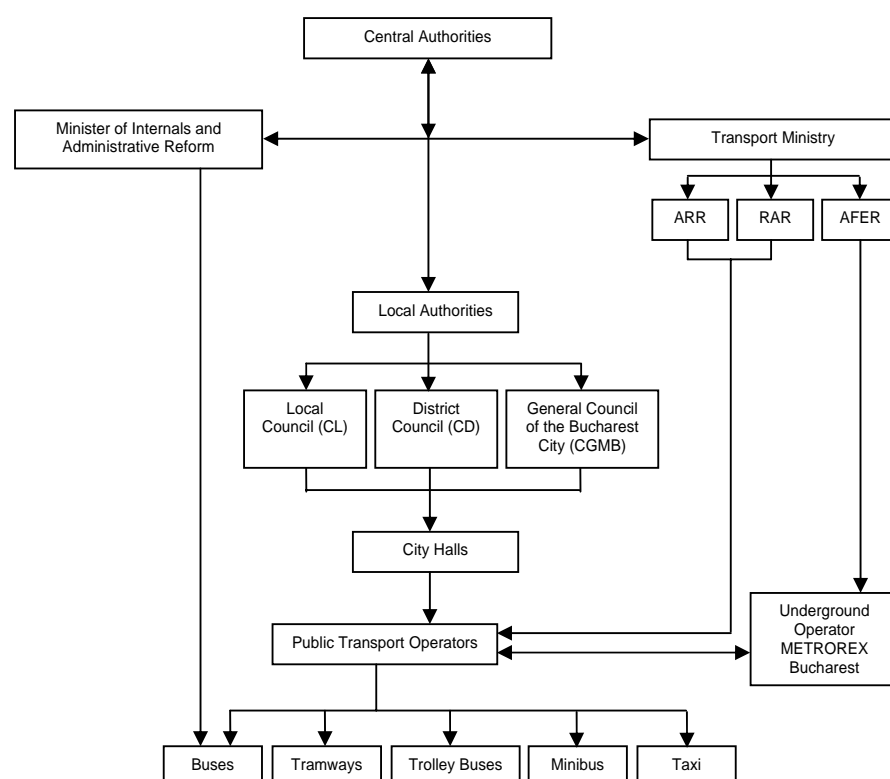 Central Authorities
Minister of Internals and
Administrative Reform
Transport Ministry
ARR
RAR
AFER
Local Authorities
Local
Council (CL)
District
Council (CD)
General Council
of the Bucharest
City (CGMB)
City Halls
Public Transport Operators
Underground
Operator
METROREX
Bucharest
Buses
Tramways
Trolley Buses
Minibus
Taxi